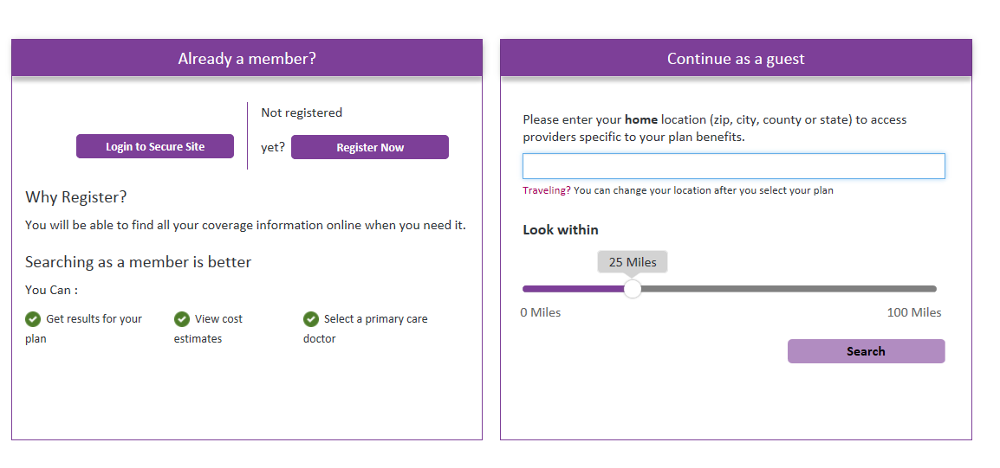 Already a member?
Not registered
Login to Secure Site
yet? Register Now
Why Register?
You will be able to find all your coverage information online when you need it.
Searching as a member is better
You Can :
Get results for your
plan
View cost
estimates
Select a primary care
doctor
Continue as a guest
Please enter your home location (zip, city, county or state) to access
providers specific to your plan benefits.
Traveling? You can change your location after you select your plan
Look within
25 Miles
0 Miles
100 Miles
Search